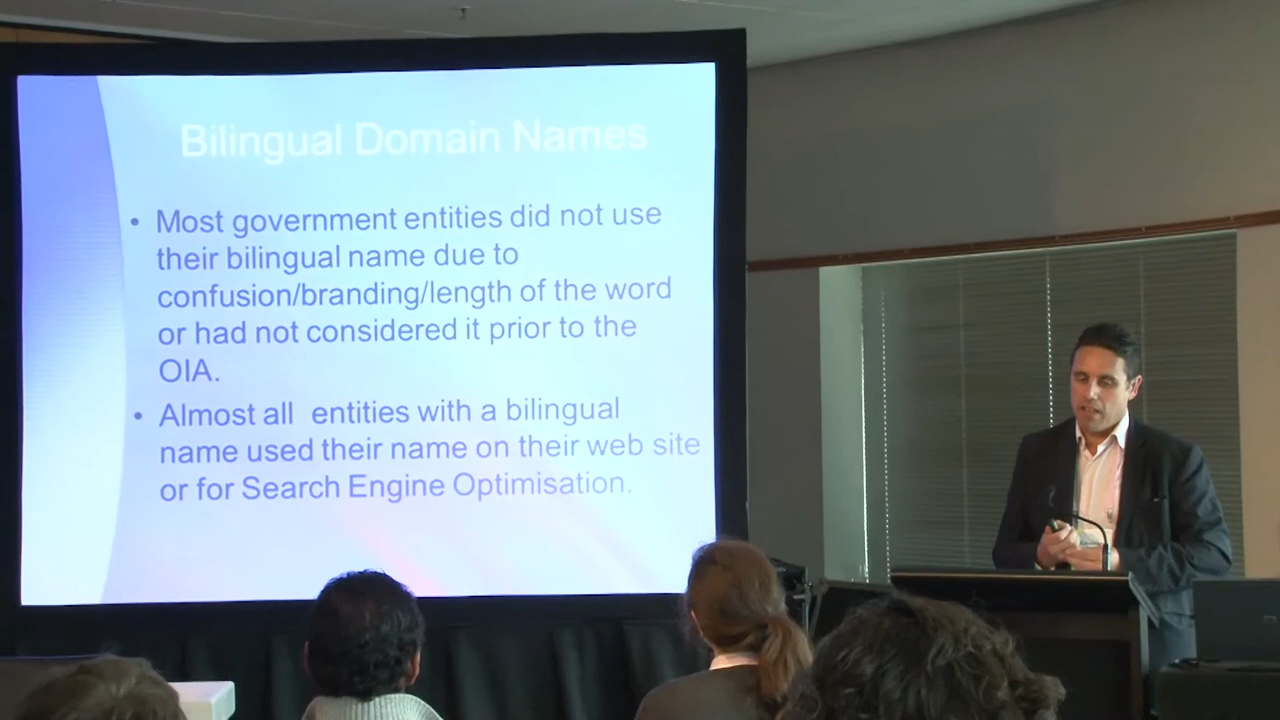 Bilingual Domain Names
• Most government entities did not use
their bilingual name due to
confusion/branding/length of the word
or had not considered it prior to the
OIA.
• Almost all  entities with a bilingual
name used their name on their web site
or for Search Engine Optimisation.